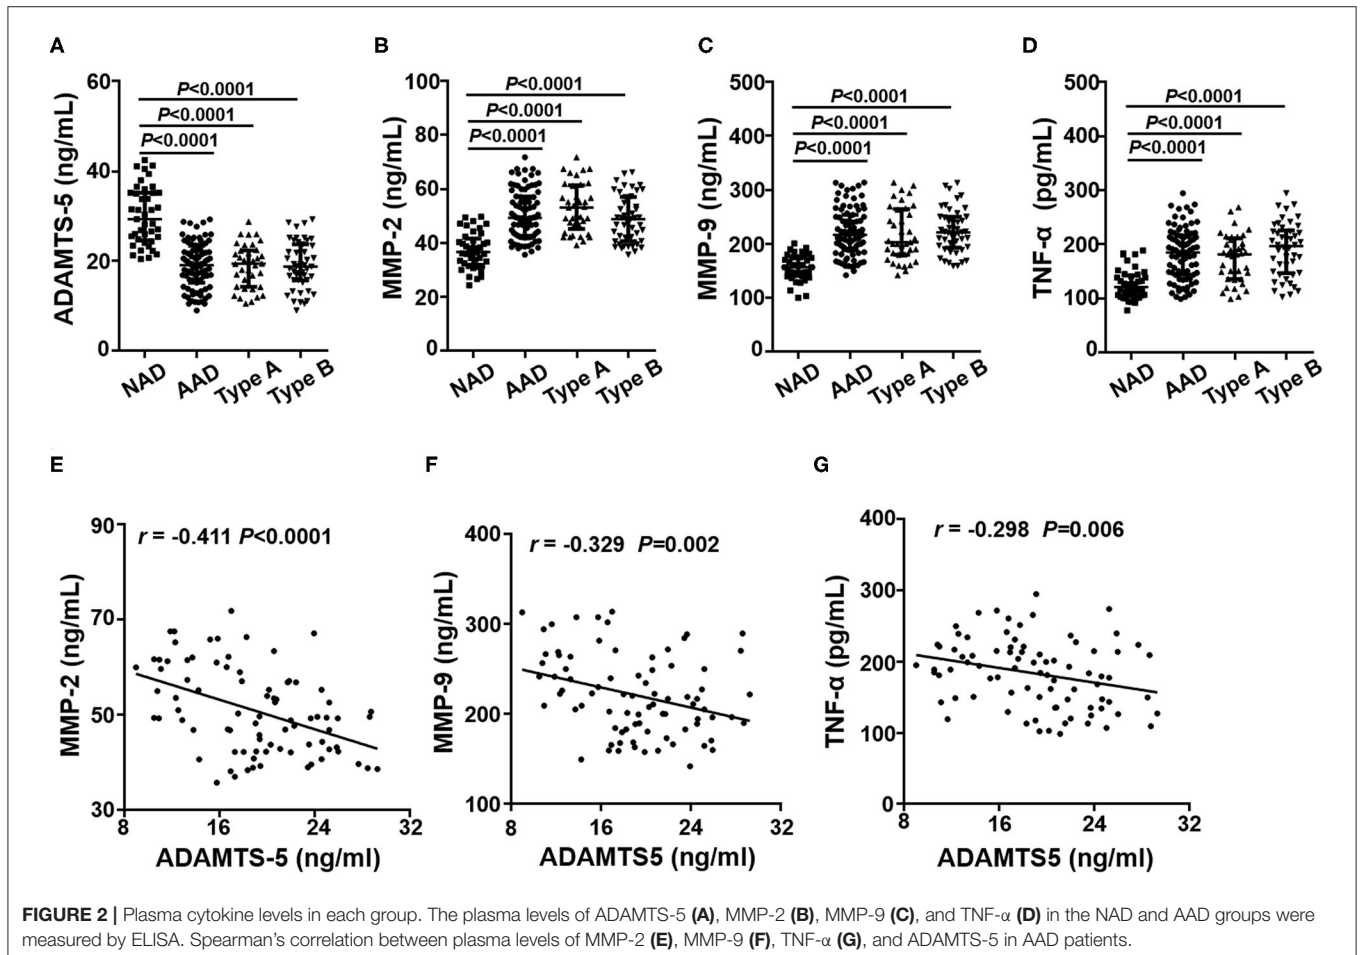 A
B
C
D
ADAMTS-5 (ng/mL)
60
40
20
0
P<0.0001
P<0.0001
P<0.0001
NAD
AAD
Type A
Type B
MMP-2 (ng/mL)
100
80
60
40
20
0
P<0.0001
P<0.0001
P<0.0001
NAD
AAD
Type A
Type B
MMP-9 (ng/mL)
500
400
300
200
100
0
P<0.0001
P<0.0001
P<0.0001
NAD
AAD
Type A
Type B
TNF-α (pg/mL)
500
400
300
200
100
0
P<0.0001
P<0.0001
P<0.0001
NAD
AAD
Type A
Type B
E
F
G
r = -0.411 P<0.0001
MMP-2 (ng/mL)
90
70
50
30
8
16
24
32
ADAMTS-5 (ng/ml)
r = -0.329 P=0.002
MMP-9 (ng/mL)
400
300
200
100
8
16
24
32
ADAMTS5 (ng/ml)
r = -0.298 P=0.006
TNF-α (pg/mL)
400
300
200
100
0
8
16
24
32
ADAMTS5 (ng/ml)
FIGURE 2 | Plasma cytokine levels in each group. The plasma levels of ADAMTS-5 (A), MMP-2 (B), MMP-9 (C), and TNF-α (D) in the NAD and AAD groups were
measured by ELISA. Spearman's correlation between plasma levels of MMP-2 (E), MMP-9 (F), TNF-α (G), and ADAMTS-5 in AAD patients.